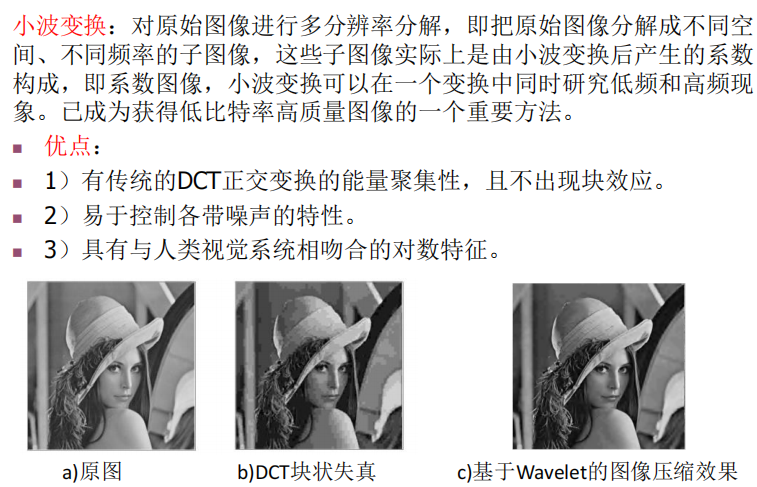 小波变换：对原始图像进行多分辨率分解，即把原始图像分解成不同空
间、不同频率的子图像，这些子图像实际上是由小波变换后产生的系数
构成，即系数图像，小波变换可以在一个变换中同时研究低频和高频现
象。已成为获得低比特率高质量图像的一个重要方法。
优点：
1）有传统的DCT正交变换的能量聚集性，且不出现块效应。
2）易于控制各带噪声的特性。
3）具有与人类视觉系统相吻合的对数特征。
a)原图
b)DCT块状失真
c)基于Wavelet的图像压缩效果